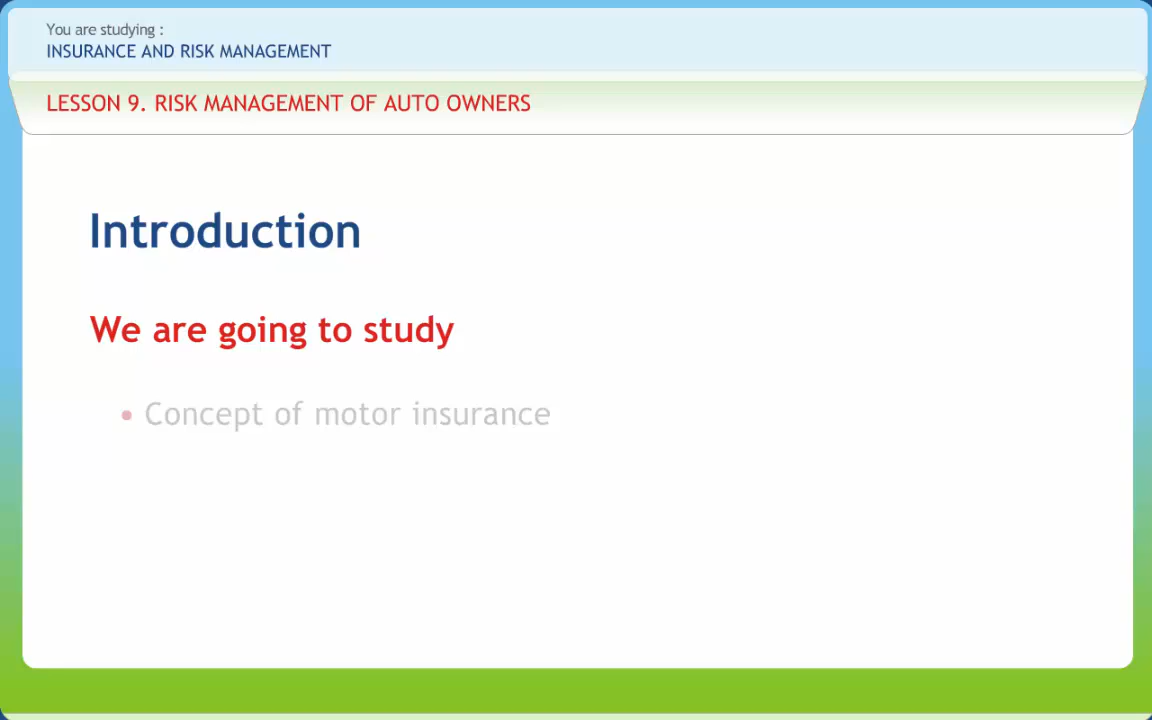 You are studying :
INSURANCE AND RISK MANAGEMENT
LESSON 9. RISK MANAGEMENT OF AUTO OWNERS
Introduction
We are going to study
• Concept of motor insurance